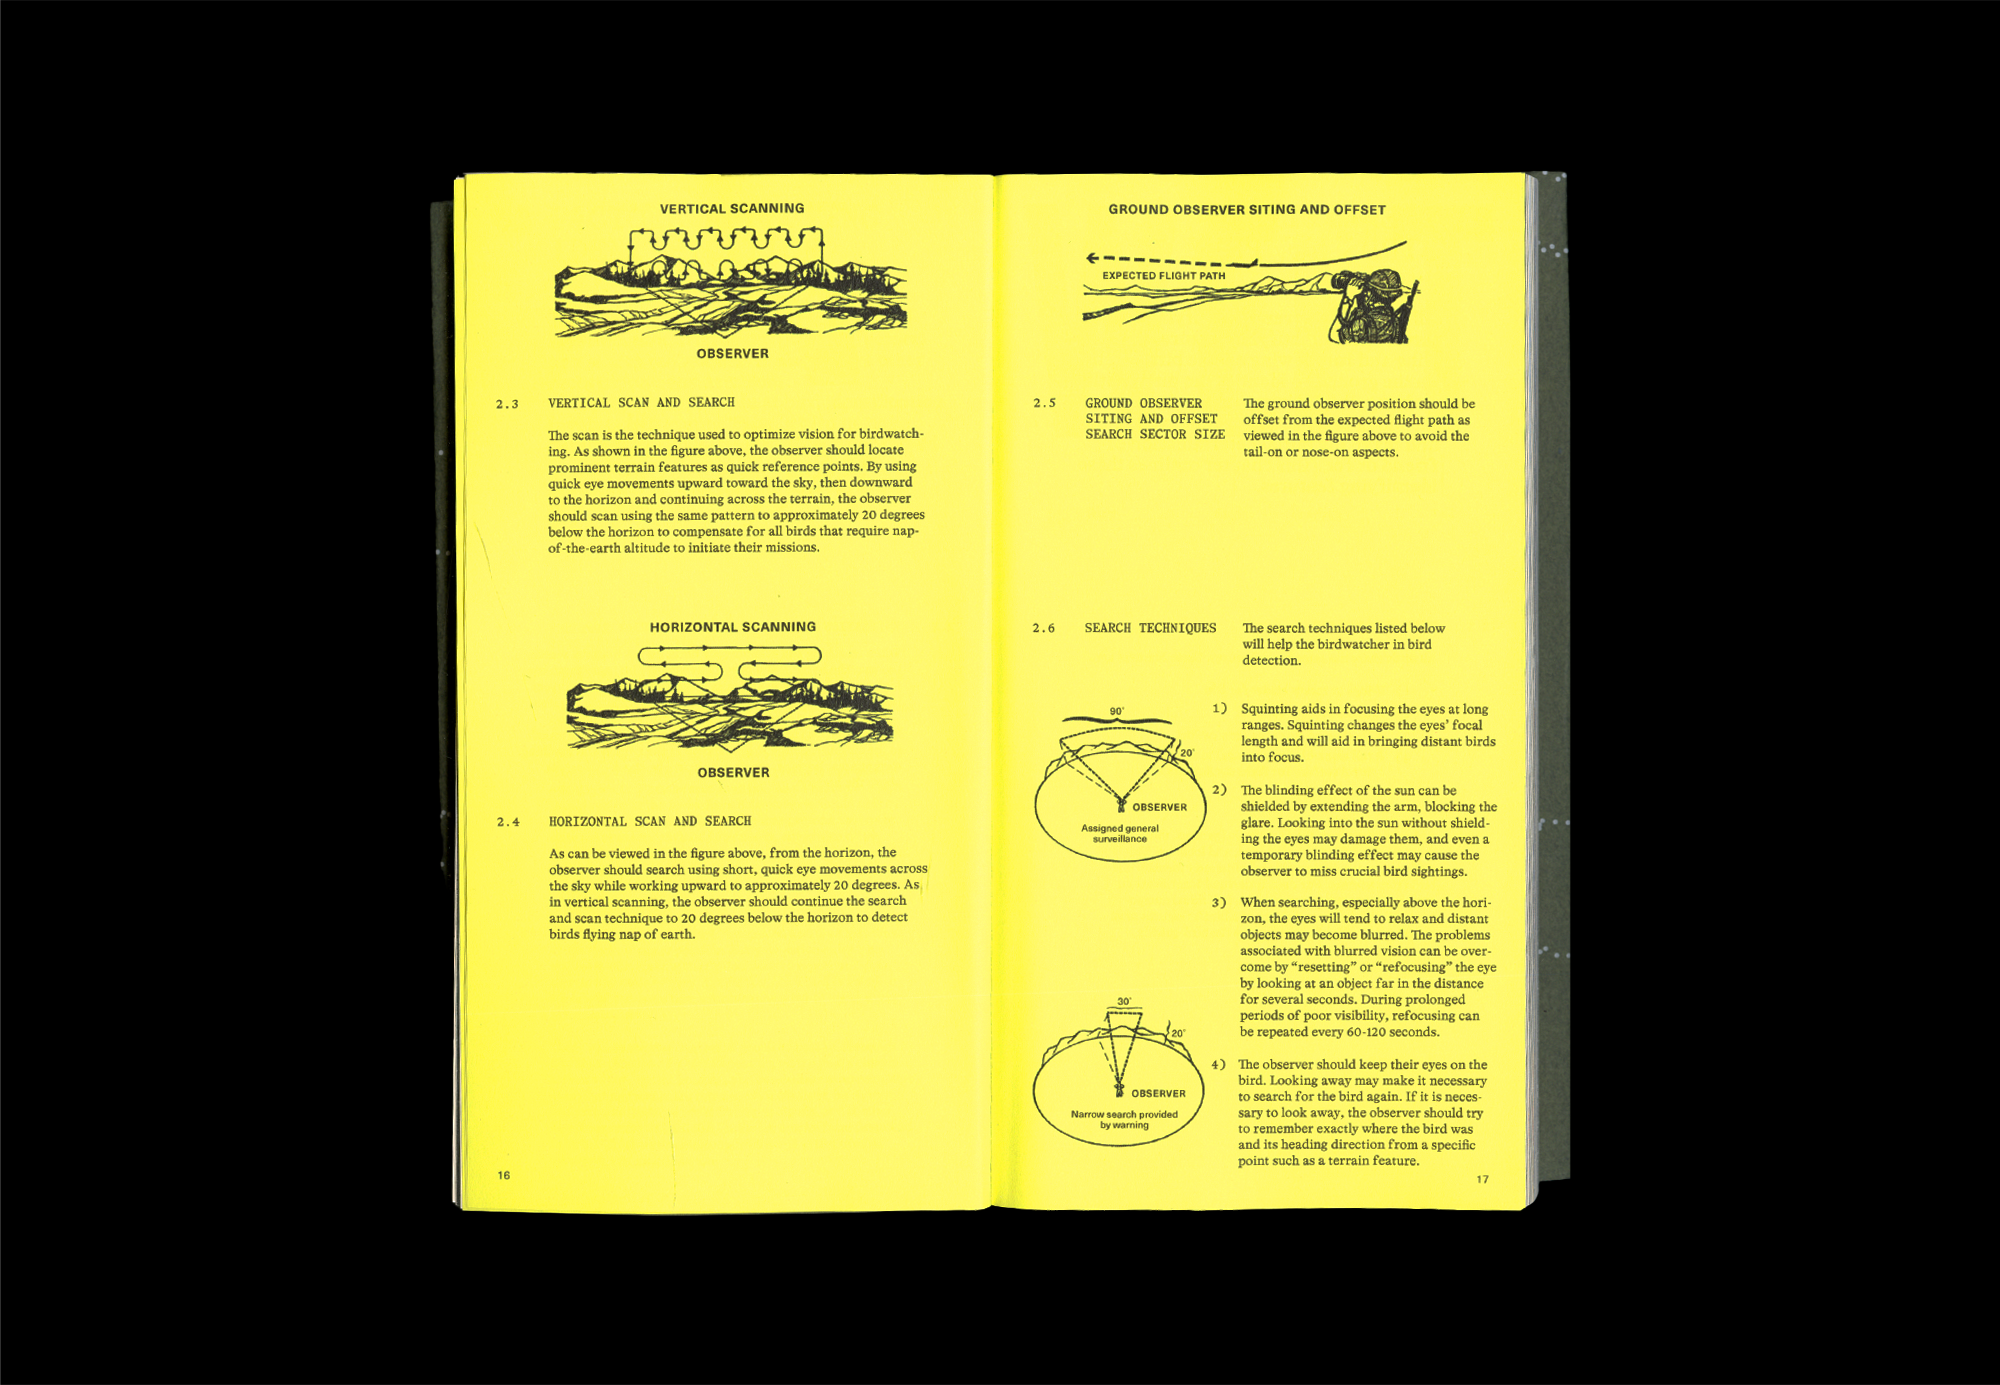 VERTICAL SCANNING
OBSERVER
2.3 VERTICAL SCAN AND SEARCH
The scan is the technique used to optimize vision for birdwatch-
ing. As shown in the figure above, the observer should locate
prominent terrain features as quick reference points. By using
quick eye movements upward toward the sky, then downward
to the horizon and continuing across the terrain, the observer
should scan using the same pattern to approximately 20 degrees
below the horizon to compensate for all birds that require nap-
of-the-earth altitude to initiate their missions.
HORIZONTAL SCANNING
OBSERVER
2.4 HORIZONTAL SCAN AND SEARCH
As can be viewed in the figure above, from the horizon, the
observer should search using short, quick eye movements across
the sky while working upward to approximately 20 degrees. As
in vertical scanning, the observer should continue the search
and scan technique to 20 degrees below the horizon to detect
birds flying nap of earth.
16
GROUND OBSERVER SITING AND OFFSET
EXPECTED FLIGHT PATH
2.5 GROUND OBSERVER
SITING AND OFFSET
SEARCH SECTOR SIZE
The ground observer position should be
offset from the expected flight path as
viewed in the figure above to avoid the
tail-on or nose-on aspects.
2.6 SEARCH TECHNIQUES
The search techniques listed below
will help the birdwatcher in bird
detection.
90°
20°
OBSERVER
Assigned general
surveillance
1) Squinting aids in focusing the eyes at long
ranges. Squinting changes the eyes' focal
length and will aid in bringing distant birds
into focus.
2) The blinding effect of the sun can be
shielded by extending the arm, blocking the
glare. Looking into the sun without shield-
ing the eyes may damage them, and even a
temporary blinding effect may cause the
observer to miss crucial bird sightings.
3) When searching, especially above the hori-
zon, the eyes will tend to relax and distant
objects may become blurred. The problems
associated with blurred vision can be over-
come by “resetting” or “refocusing” the eye
by looking at an object far in the distance
for several seconds. During prolonged
periods of poor visibility, refocusing can
be repeated every 60-120 seconds.
30°
20°
OBSERVER
Narrow search provided
by warning
4) The observer should keep their eyes on the
bird. Looking away may make it necessary
to search for the bird again. If it is neces-
sary to look away, the observer should try
to remember exactly where the bird was
and its heading direction from a specific
point such as a terrain feature.
17